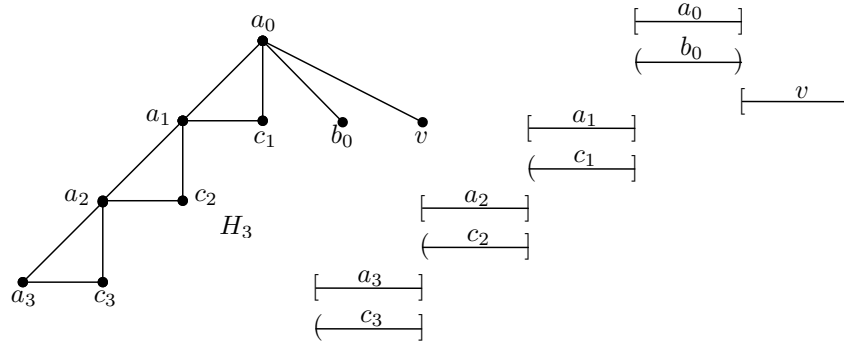 a₀
a₁
c₁
b₀
v
a₂
c₂
H₃
a₃
c₃
[ a₀ ]
( b₀ )
[ v
[ a₁ ]
( c₁ ]
[ a₂ ]
( c₂ ]
[ a₃ ]
( c₃ ]